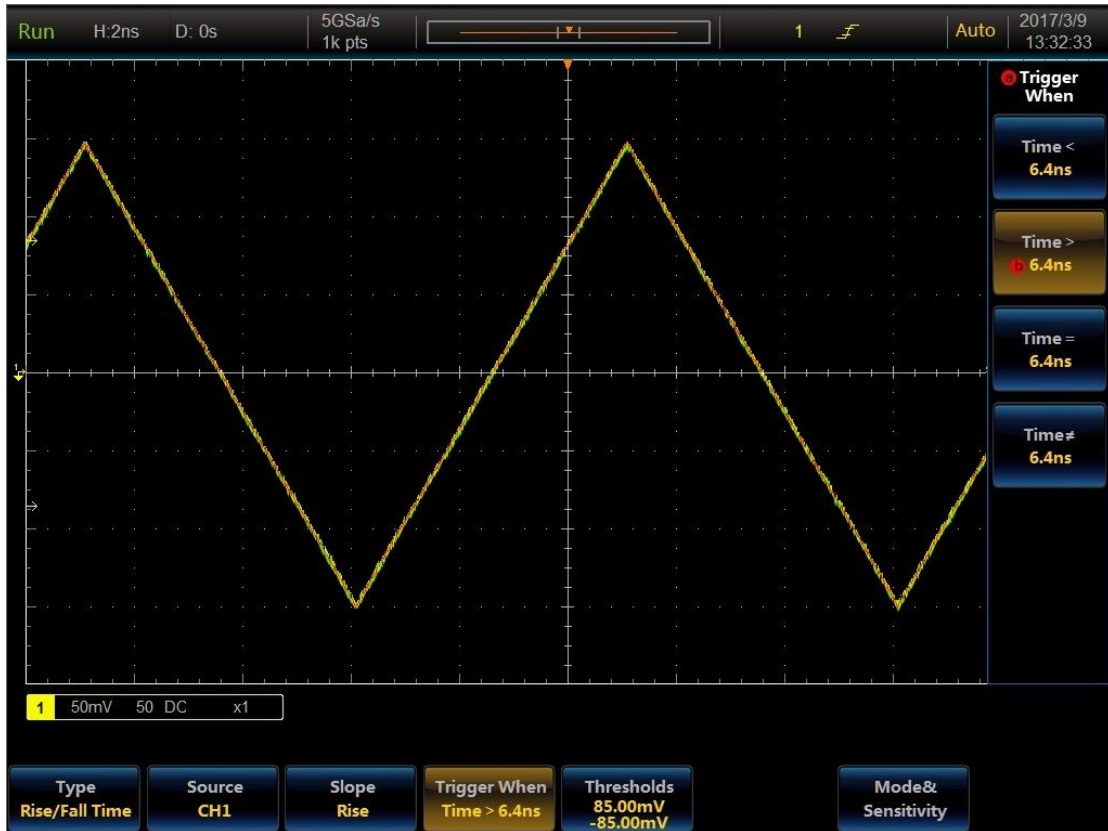 Run H:2ns D: 0s 5GSa/s 1 Auto 2017/3/9
1k pts 13:32:33
a Trigger
When
Time <
6.4ns
Time >
b 6.4ns
Time =
6.4ns
Time≠
6.4ns
1
1 50mV 50 DC x1
Type Source Slope Trigger When Thresholds Mode&
Rise/Fall Time CH1 Rise Time > 6.4ns 85.00mV Sensitivity
-85.00mV